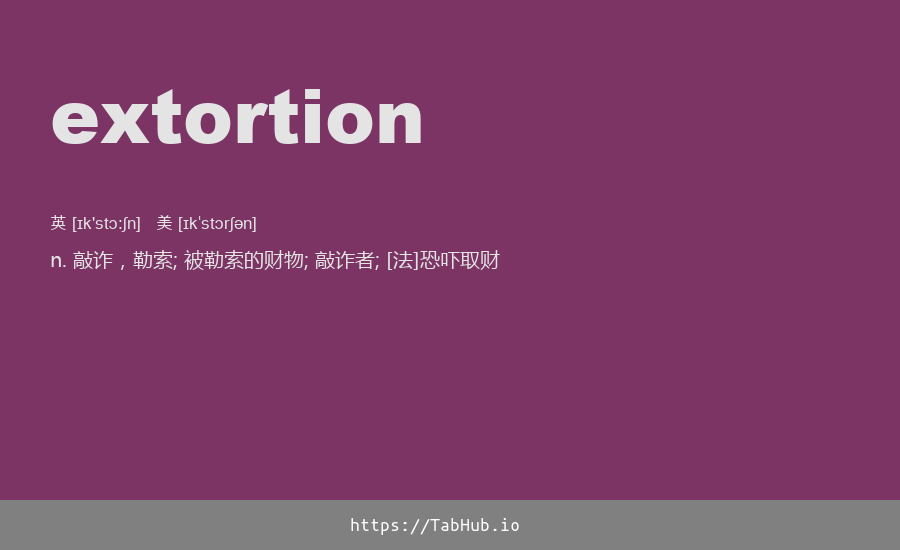 extortion
英 [ɪk'stɔːʃn] 美 [ɪkˈstɔrʃən]
n. 敲诈，勒索; 被勒索的财物; 敲诈者; [法]恐吓取财
https://TabHub.io